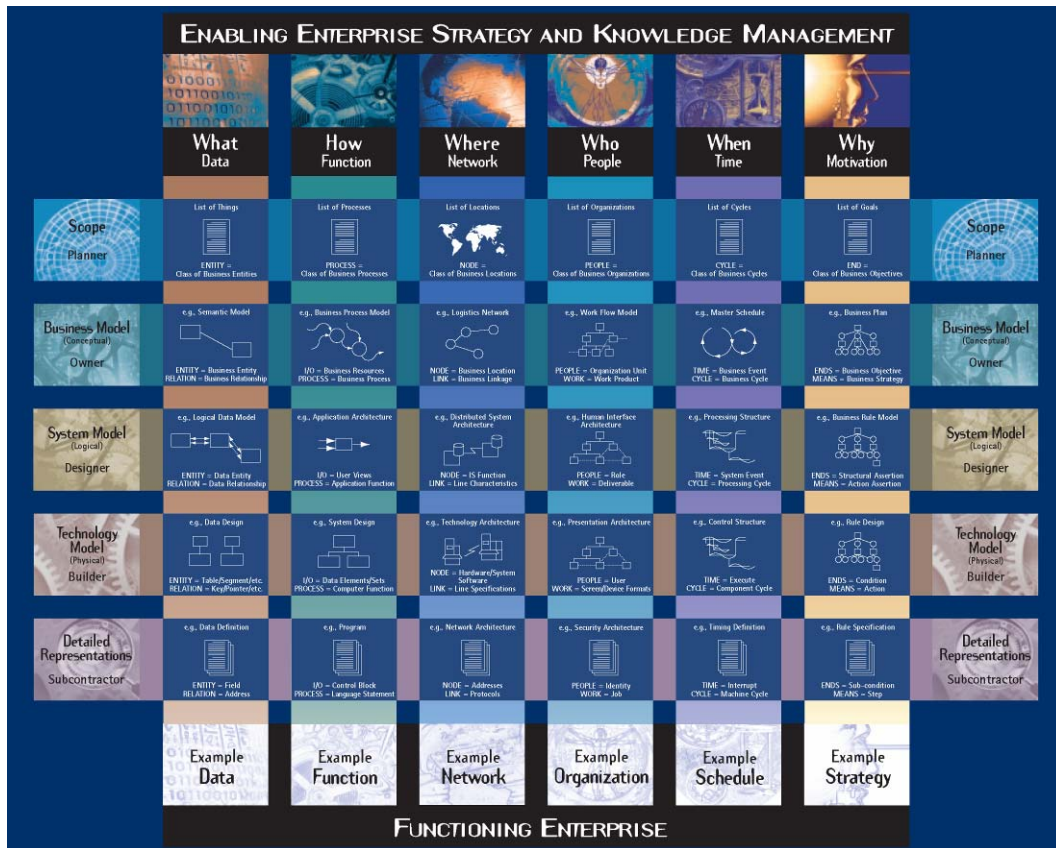 ENABLING ENTERPRISE STRATEGY AND KNOWLEDGE MANAGEMENT
What
Data
How
Function
Where
Network
Who
People
When
Time
Why
Motivation
Scope
Planner
List of Things
ENTITY =
Class of Business Entities
List of Processes
PROCESS =
Class of Business Processes
List of Locations
NODE =
Class of Business Locations
List of Organizations
PEOPLE =
Class of Business Organizations
List of Cycles
CYCLE =
Class of Business Cycles
List of Goals
END =
Class of Business Objectives
Scope
Planner
Business Model
(Conceptual)
Owner
e.g., Semantic Model
ENTITY = Business Entity
RELATION = Business Relationship
e.g., Business Process Model
I/O = Business Resources
PROCESS = Business Process
e.g., Logistics Network
NODE = Business Location
LINK = Business Linkage
e.g., Work Flow Model
PEOPLE = Organization Unit
WORK = Work Product
e.g., Master Schedule
TIME = Business Event
CYCLE = Business Cycle
e.g., Business Plan
ENDS = Business Objective
MEANS = Business Strategy
Business Model
(Conceptual)
Owner
System Model
(Logical)
Designer
e.g., Logical Data Model
ENTITY = Data Entity
RELATION = Data Relationship
e.g., Application Architecture
I/O = User Views
PROCESS = Application Function
e.g., Distributed System
Architecture
NODE = IS Function
LINK = Line Characteristics
e.g., Human Interface
Architecture
PEOPLE = Role
WORK = Deliverable
e.g., Processing Structure
TIME = System Event
CYCLE = Processing Cycle
e.g., Business Rule Model
ENDS = Structural Assertion
MEANS = Action Assertion
System Model
(Logical)
Designer
Technology
Model
(Physical)
Builder
e.g., Data Design
ENTITY = Table/Segment/etc.
RELATION = Key/Pointer/etc.
e.g., System Design
I/O = Data Elements/Sets
PROCESS = Computer Function
e.g., Technology Architecture
NODE = Hardware/System
Software
LINK = Line Specifications
e.g., Presentation Architecture
PEOPLE = User
WORK = Screen/Device Formats
e.g., Control Structure
TIME = Execute
CYCLE = Component Cycle
e.g., Rule Design
ENDS = Condition
MEANS = Action
Technology
Model
(Physical)
Builder
Detailed
Representations
Subcontractor
e.g., Data Definition
ENTITY = Field
RELATION = Address
e.g., Program
I/O = Control Block
PROCESS = Language Statement
e.g., Network Architecture
NODE = Addresses
LINK = Protocols
e.g., Security Architecture
PEOPLE = Identity
WORK = Job
e.g., Timing Definition
TIME = Interrupt
CYCLE = Machine Cycle
e.g., Rule Specification
ENDS = Sub-condition
MEANS = Step
Detailed
Representations
Subcontractor
Example
Data
Example
Function
Example
Network
Example
Organization
Example
Schedule
Example
Strategy
FUNCTIONING ENTERPRISE